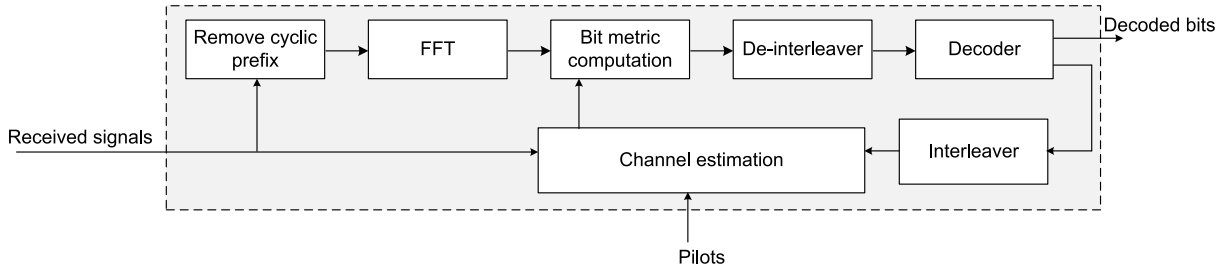 Decoded bits
Remove cyclic
prefix
FFT
Bit metric
computation
De-interleaver
Decoder
Received signals
Channel estimation
Interleaver
Pilots